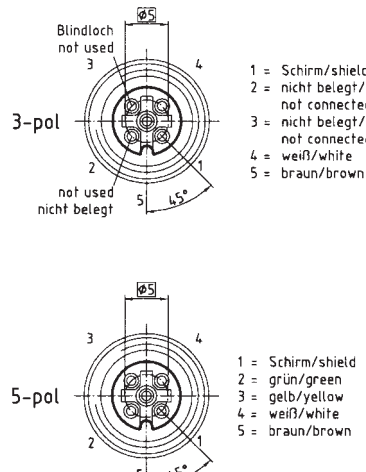 ⌀5
Blindloch
not used
3 4
3-pol
2 1
not used
nicht belegt
5 45°
1 = Schirm/shield
2 = nicht belegt/
not connected
3 = nicht belegt/
not connected
4 = weiß/white
5 = braun/brown
⌀5
3 4
5-pol
2 1
5 45°
1 = Schirm/shield
2 = grün/green
3 = gelb/yellow
4 = weiß/white
5 = braun/brown